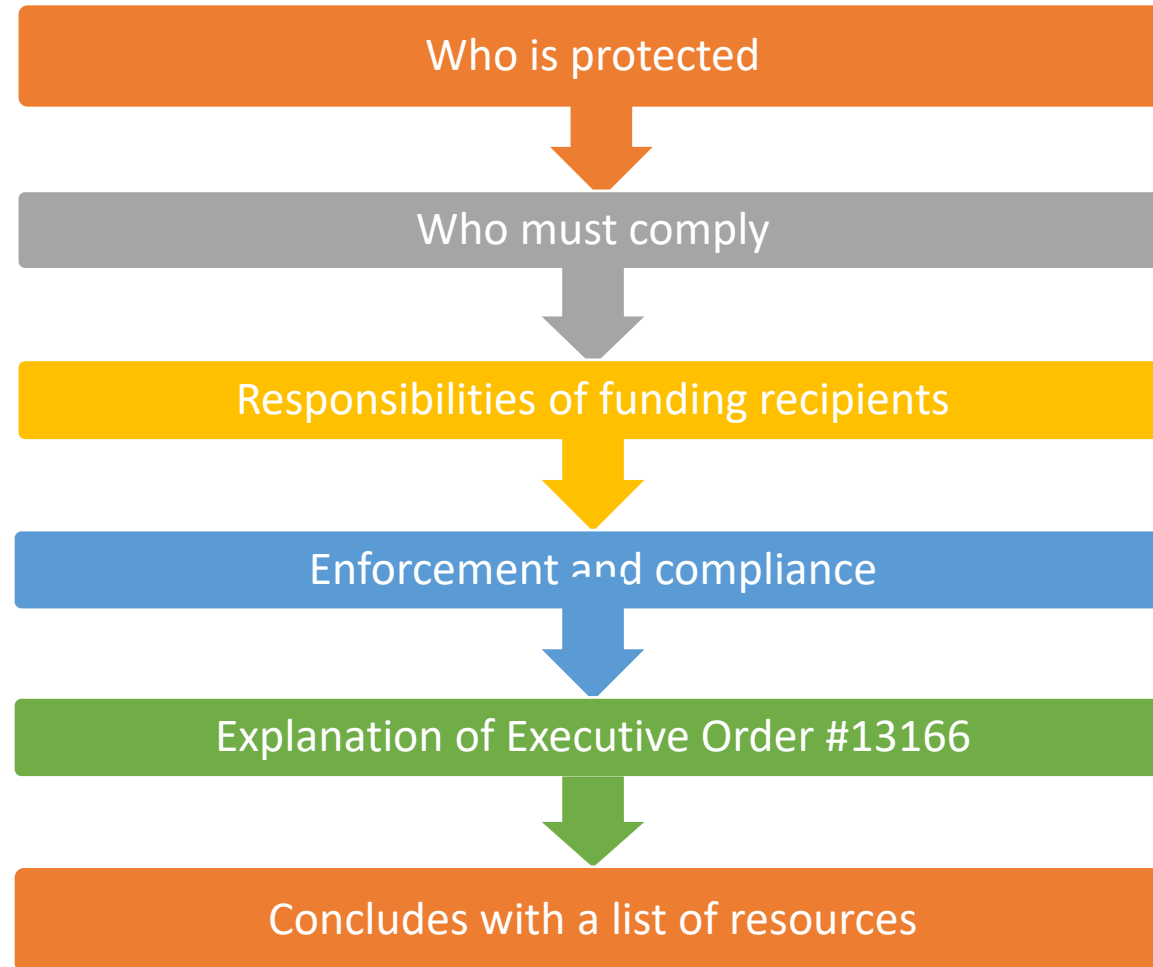 Who is protected
Who must comply
Responsibilities of funding recipients
Enforcement and compliance
Explanation of Executive Order #13166
Concludes with a list of resources